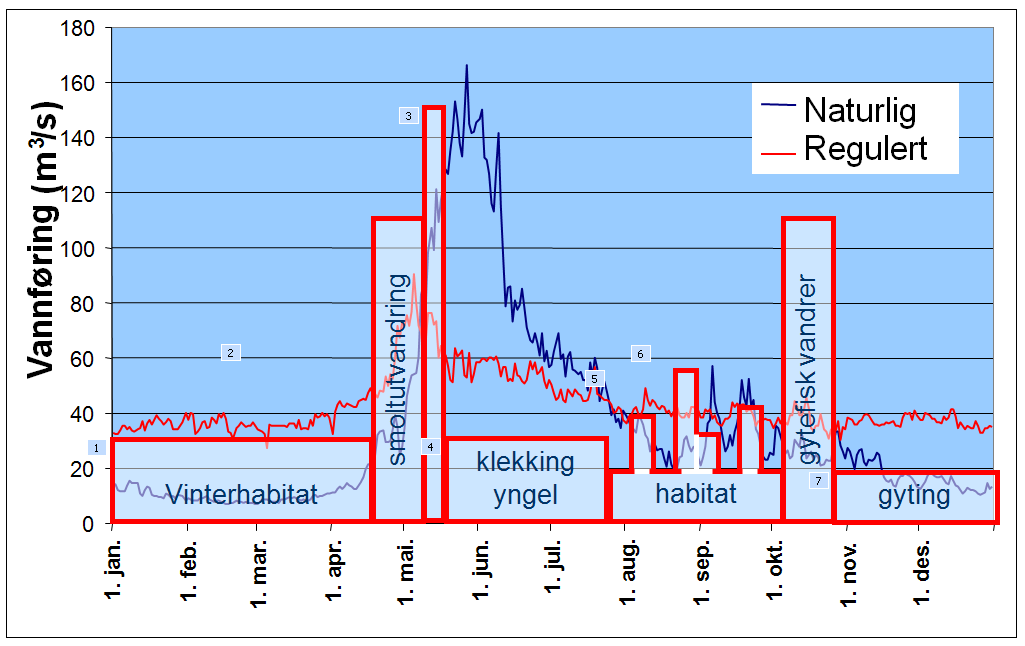 180
160
140
120
100
80
60
40
20
0
Vannføring (m³/s)
Naturlig
Regulert
1
2
3
4
5
6
7
Vinterhabitat
smoltutvandring
klekking
yngel
habitat
gytefisk vandrer
gyting
1. jan.
1. feb.
1. mar.
1. apr.
1. mai.
1. jun.
1. jul.
1. aug.
1. sep.
1. okt.
1. nov.
1. des.